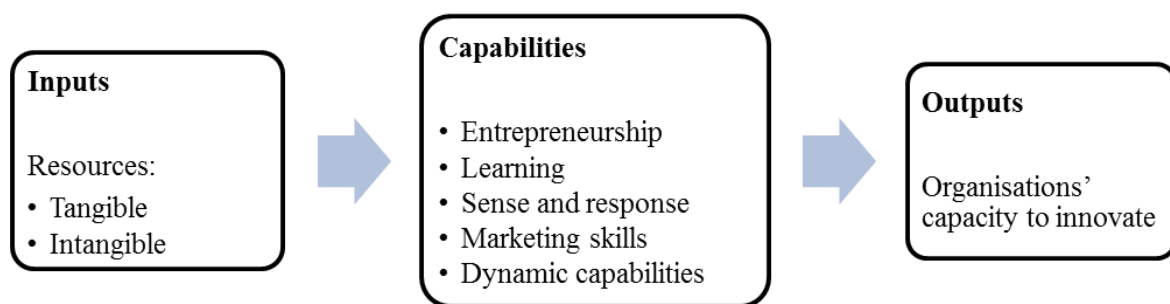 Inputs
Resources:
• Tangible
• Intangible
Capabilities
• Entrepreneurship
• Learning
• Sense and response
• Marketing skills
• Dynamic capabilities
Outputs
Organisations’
capacity to innovate